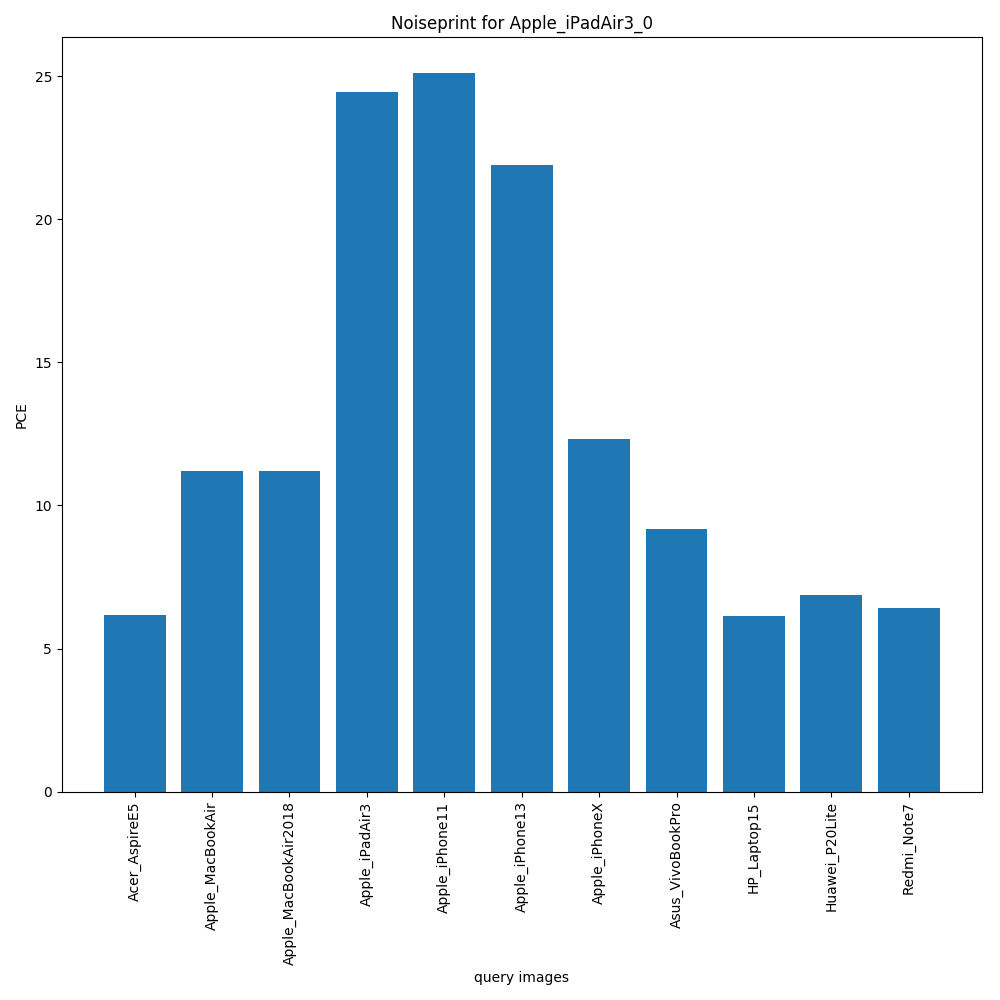 Noiseprint for Apple_iPadAir3_0
PCE
25
20
15
10
5
0
Acer_AspireE5
Apple_MacBookAir
Apple_MacBookAir2018
Apple_iPadAir3
Apple_iPhone11
Apple_iPhone13
Apple_iPhoneX
Asus_VivoBookPro
HP_Laptop15
Huawei_P20Lite
Redmi_Note7
query images